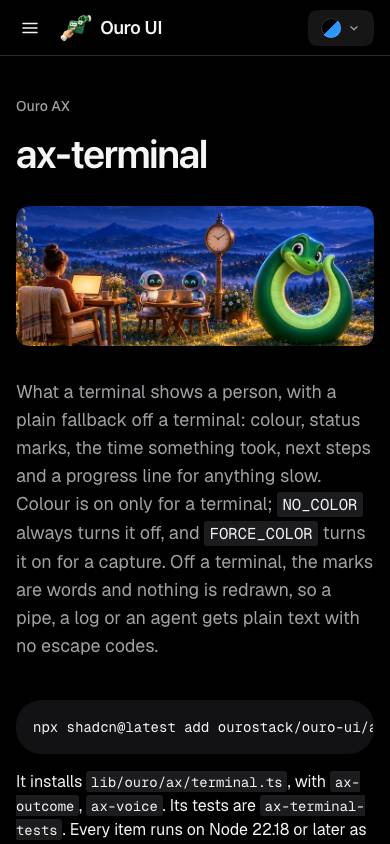 Ouro UI
Ouro AX
ax-terminal
What a terminal shows a person, with a
plain fallback off a terminal: colour, status
marks, the time something took, next steps
and a progress line for anything slow.
Colour is on only for a terminal; NO_COLOR
always turns it off, and FORCE_COLOR turns
it on for a capture. Off a terminal, the marks
are words and nothing is redrawn, so a
pipe, a log or an agent gets plain text with
no escape codes.
npx shadcn@latest add ourostack/ouro-ui/a
It installs lib/ouro/ax/terminal.ts, with ax-
outcome, ax-voice. Its tests are ax-terminal-
tests. Every item runs on Node 22.18 or later as